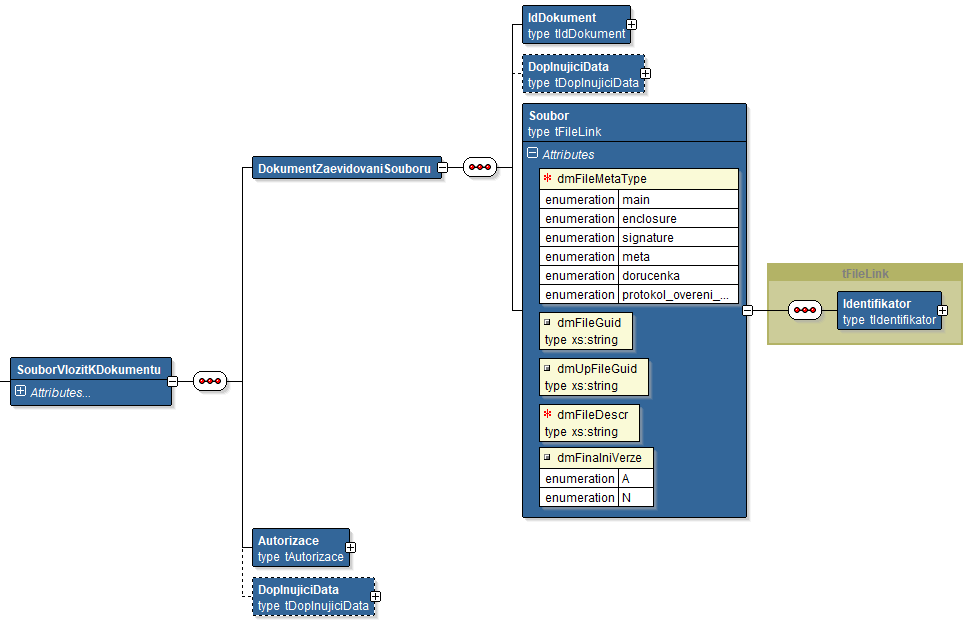 IdDokument
type tIdDokument
DoplnujiciData
type tDoplnujiciData
Soubor
type tFileLink
Attributes
dmFileMetaType
enumeration main
enumeration enclosure
enumeration signature
enumeration meta
enumeration dorucenka
enumeration protokol_overeni_...
dmFileGuid
type xs:string
dmUpFileGuid
type xs:string
dmFileDescr
type xs:string
dmFinalniVerze
enumeration A
enumeration N
DokumentZaevidovaniSouboru
tFileLink
Identifikator
type tIdentifikator
SouborVlozitKDokumentu
Attributes...
Autorizace
type tAutorizace
DoplnujiciData
type tDoplnujiciData